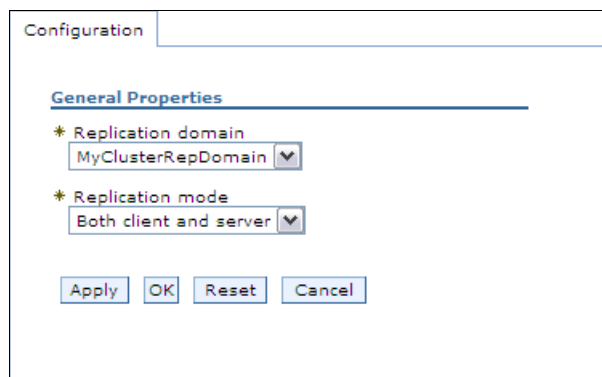 Configuration
General Properties
* Replication domain
MyClusterRepDomain
* Replication mode
Both client and server
Apply OK Reset Cancel